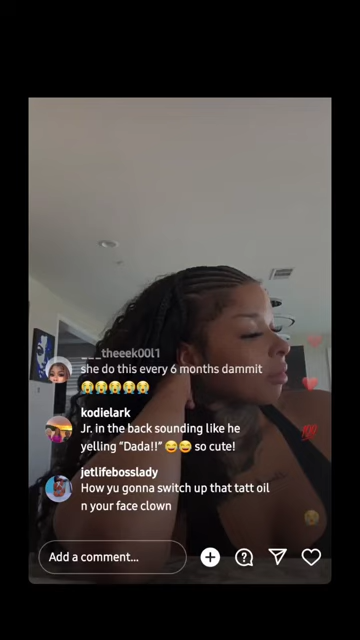 ___theeek00l1
she do this every 6 months dammit
😭😭😭😭😭
kodielark
Jr. in the back sounding like he
yelling “Dada!!” 😅😅 so cute!
jetlifebosslady
How yu gonna switch up that tatt oil
n your face clown
Add a comment...